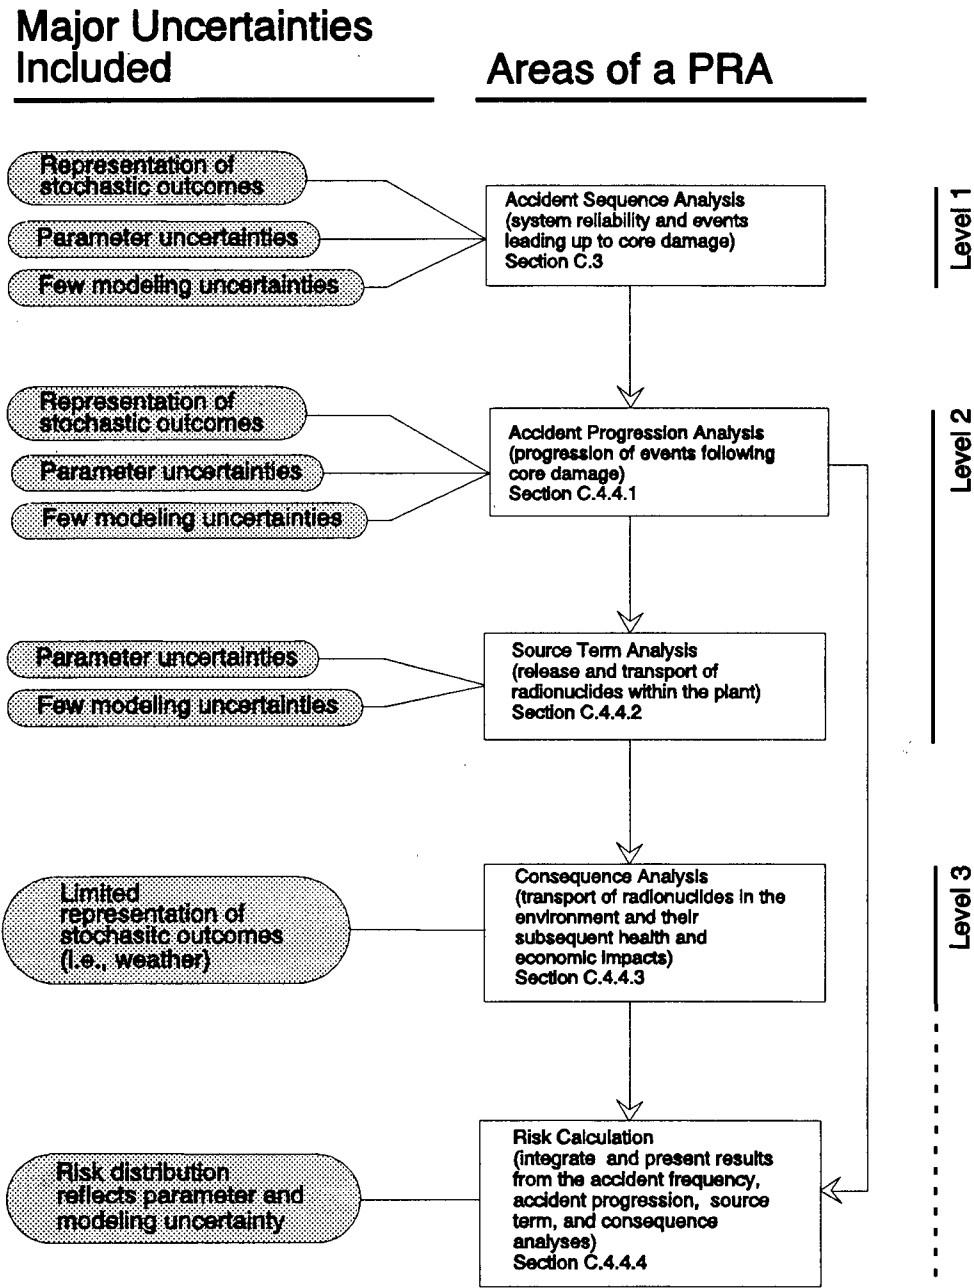 Major Uncertainties
Included
Areas of a PRA
Representation of
stochastic outcomes
Parameter uncertainties
Few modeling uncertainties
Accident Sequence Analysis
(system reliability and events
leading up to core damage)
Section C.3
Level 1
Representation of
stochastic outcomes
Parameter uncertainties
Few modeling uncertainties
Accident Progression Analysis
(progression of events following
core damage)
Section C.4.4.1
Level 2
Parameter uncertainties
Few modeling uncertainties
Source Term Analysis
(release and transport of
radionuclides within the plant)
Section C.4.4.2
Limited
representation of
stochasitc outcomes
(i.e., weather)
Consequence Analysis
(transport of radionuclides in the
environment and their
subsequent health and
economic impacts)
Section C.4.4.3
Level 3
Risk distribution
reflects parameter and
modeling uncertainty
Risk Calculation
(integrate and present results
from the accident frequency,
accident progression, source
term, and consequence
analyses)
Section C.4.4.4